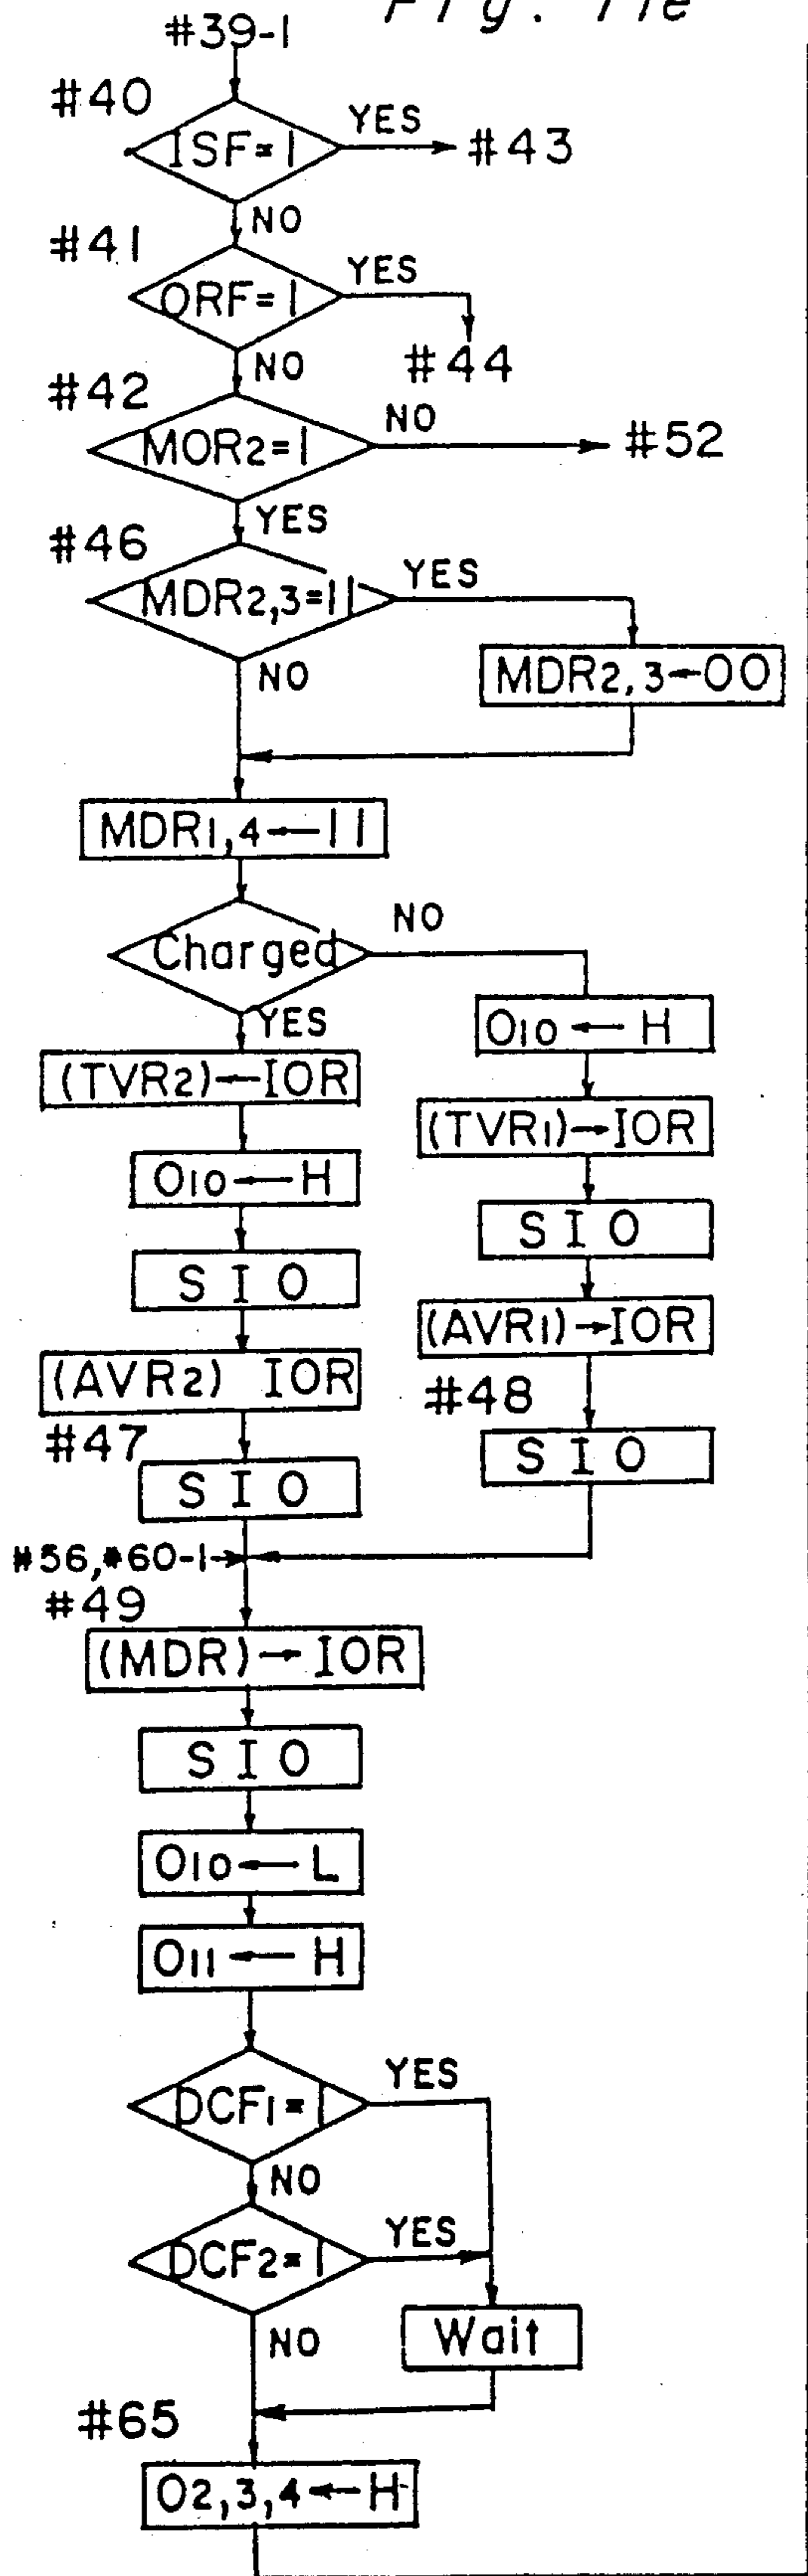 Fig. 11e
#39-1
#40
ISF=1
YES
#43
NO
#41
ORF=1
YES
#44
NO
#42
MOR2=1
NO
#52
YES
#46
MDR2,3=11
YES
MDR2,3←00
NO
MDR1,4←11
Charged
NO
YES
O10←H
(TVR2)←IOR
(TVR1)→IOR
O10←H
SIO
SIO
(AVR1)→IOR
(AVR2) IOR
#48
#47
SIO
SIO
#56,#60-1
#49
(MDR)→IOR
SIO
O10←L
O11←H
DCF1=1
YES
NO
DCF2=1
YES
NO
Wait
#65
O2,3,4←H